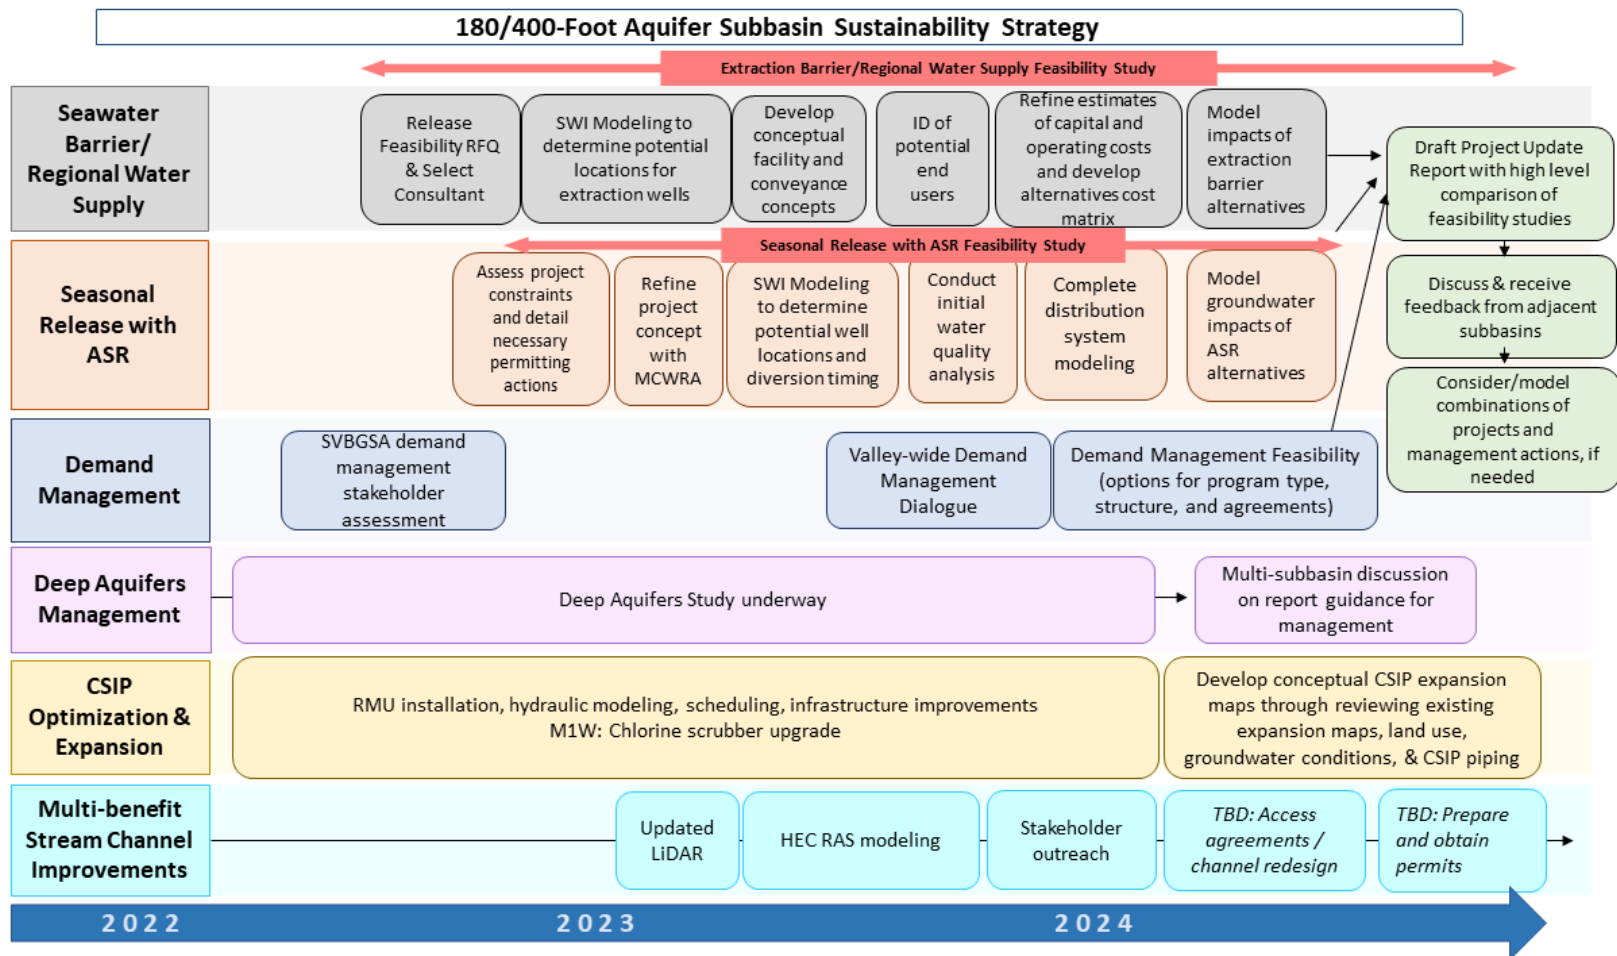 180/400-Foot Aquifer Subbasin Sustainability Strategy
Extraction Barrier/Regional Water Supply Feasibility Study
Seawater
Barrier/
Regional Water
Supply
Release
Feasibility RFQ
& Select
Consultant
SWI Modeling to
determine potential
locations for
extraction wells
Develop
conceptual
facility and
conveyance
concepts
ID of
potential
end
users
Refine estimates
of capital and
operating costs
and develop
alternatives cost
matrix
Model
impacts of
extraction
barrier
alternatives
Draft Project Update
Report with high level
comparison of
feasibility studies
Seasonal Release with ASR Feasibility Study
Seasonal
Release with
ASR
Assess project
constraints
and detail
necessary
permitting
actions
Refine
project
concept
with
MCWRA
SWI Modeling
to determine
potential well
locations and
diversion timing
Conduct
initial
water
quality
analysis
Complete
distribution
system
modeling
Model
groundwater
impacts of
ASR
alternatives
Discuss & receive
feedback from adjacent
subbasins
Consider/model
combinations of
projects and
management actions, if
needed
Demand
Management
SVBGSA demand
management
stakeholder
assessment
Valley-wide Demand
Management
Dialogue
Demand Management Feasibility
(options for program type,
structure, and agreements)
Deep Aquifers
Management
Deep Aquifers Study underway
Multi-subbasin discussion
on report guidance for
management
CSIP
Optimization &
Expansion
RMU installation, hydraulic modeling, scheduling, infrastructure improvements
M1W: Chlorine scrubber upgrade
Develop conceptual CSIP expansion
maps through reviewing existing
expansion maps, land use,
groundwater conditions, & CSIP piping
Multi-benefit
Stream Channel
Improvements
Updated
LiDAR
HEC RAS modeling
Stakeholder
outreach
TBD: Access
agreements /
channel redesign
TBD: Prepare
and obtain
permits
2022
2023
2024